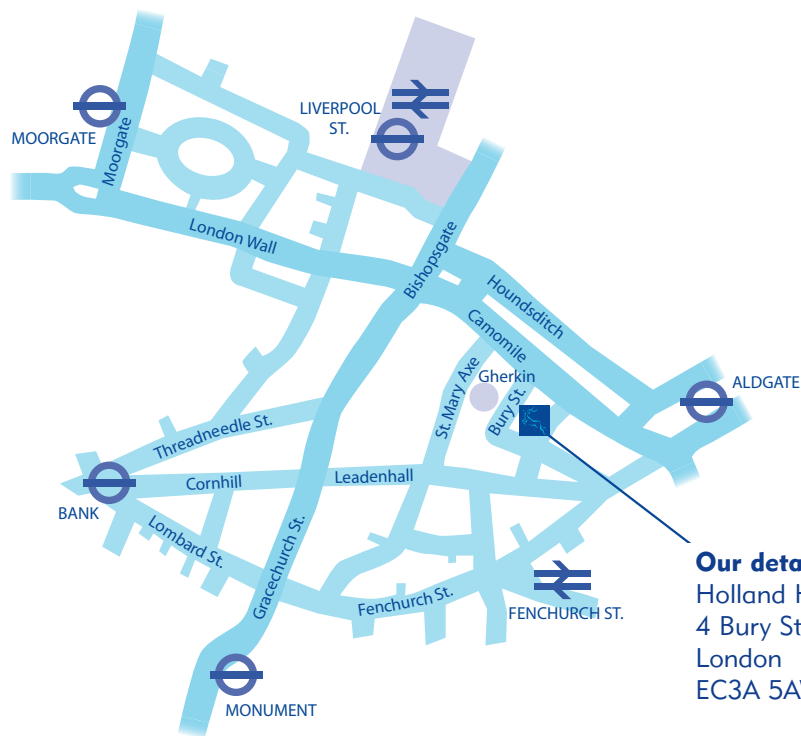 LIVERPOOL
ST.
MOORGATE
Moorgate
London Wall
Bishopsgate
Houndsditch
Camomile
Gherkin
St. Mary Axe
Bury St.
ALDGATE
Threadneedle St.
Cornhill
Leadenhall
BANK
Lombard St.
Gracechurch St.
Fenchurch St.
FENCHURCH ST.
MONUMENT
Our deta
Holland H
4 Bury St
London
EC3A 5A